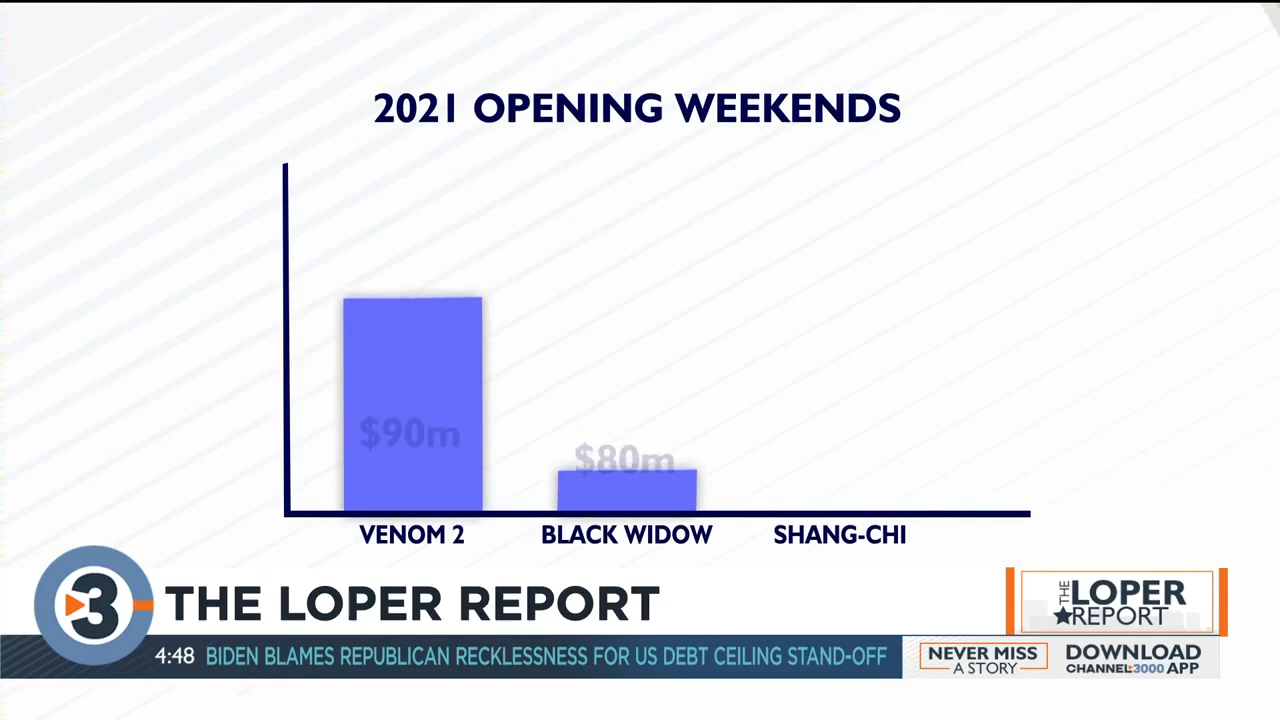 2021 OPENING WEEKENDS
$90m
$80m
VENOM 2
BLACK WIDOW
SHANG-CHI
3
THE LOPER REPORT
THE LOPER
REPORT
4:48 BIDEN BLAMES REPUBLICAN RECKLESSNESS FOR US DEBT CEILING STAND-OFF
NEVER MISS
A STORY
DOWNLOAD
CHANNEL3000 APP